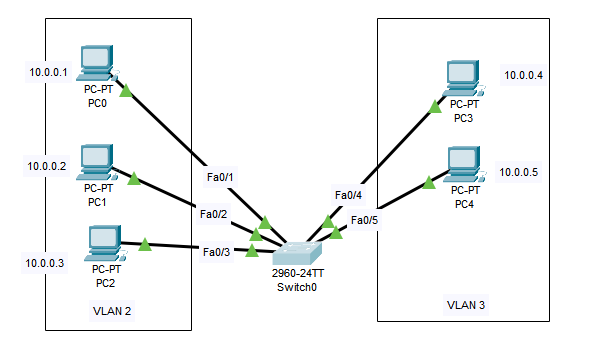 10.0.0.1
PC-PT
PC0
10.0.0.2
PC-PT
PC1
10.0.0.3
PC-PT
PC2
VLAN 2
Fa0/1
Fa0/2
Fa0/3
2960-24TT
Switch0
Fa0/4
Fa0/5
PC-PT
PC3
10.0.0.4
PC-PT
PC4
10.0.0.5
VLAN 3